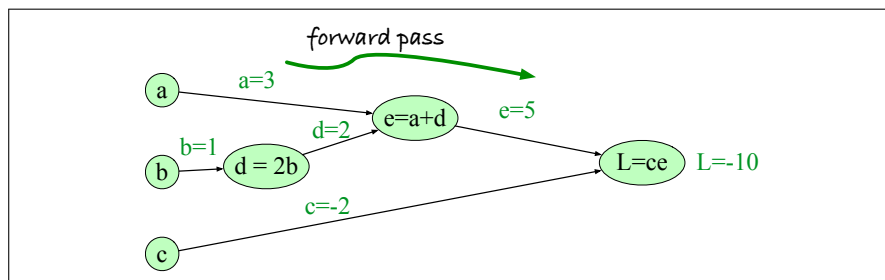 forward pass
a=3
a
e=a+d
e=5
d=2
b=1
b
d = 2b
L=ce
L=-10
c=-2
c